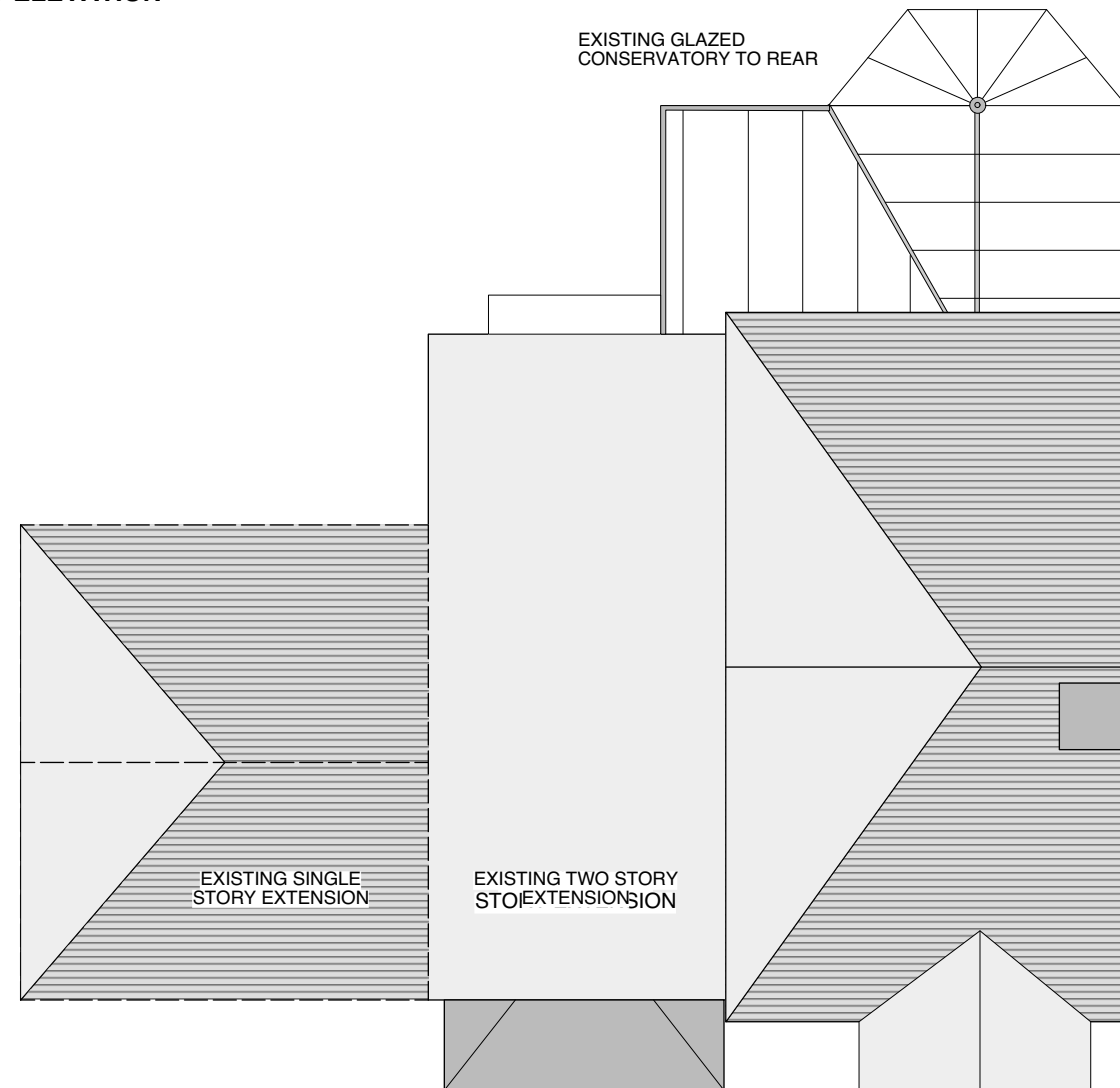 EXISTING GLAZED
CONSERVATORY TO REAR
EXISTING SINGLE
STORY EXTENSION
EXISTING TWO STORY
EXTENSION